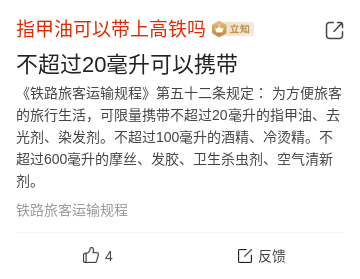 指甲油可以带上高铁吗 立知
不超过20毫升可以携带
《铁路旅客运输规程》第五十二条规定： 为方便旅客
的旅行生活，可限量携带不超过20毫升的指甲油、去
光剂、染发剂。不超过100毫升的酒精、冷烫精。不
超过600毫升的摩丝、发胶、卫生杀虫剂、空气清新
剂。
铁路旅客运输规程
4 反馈